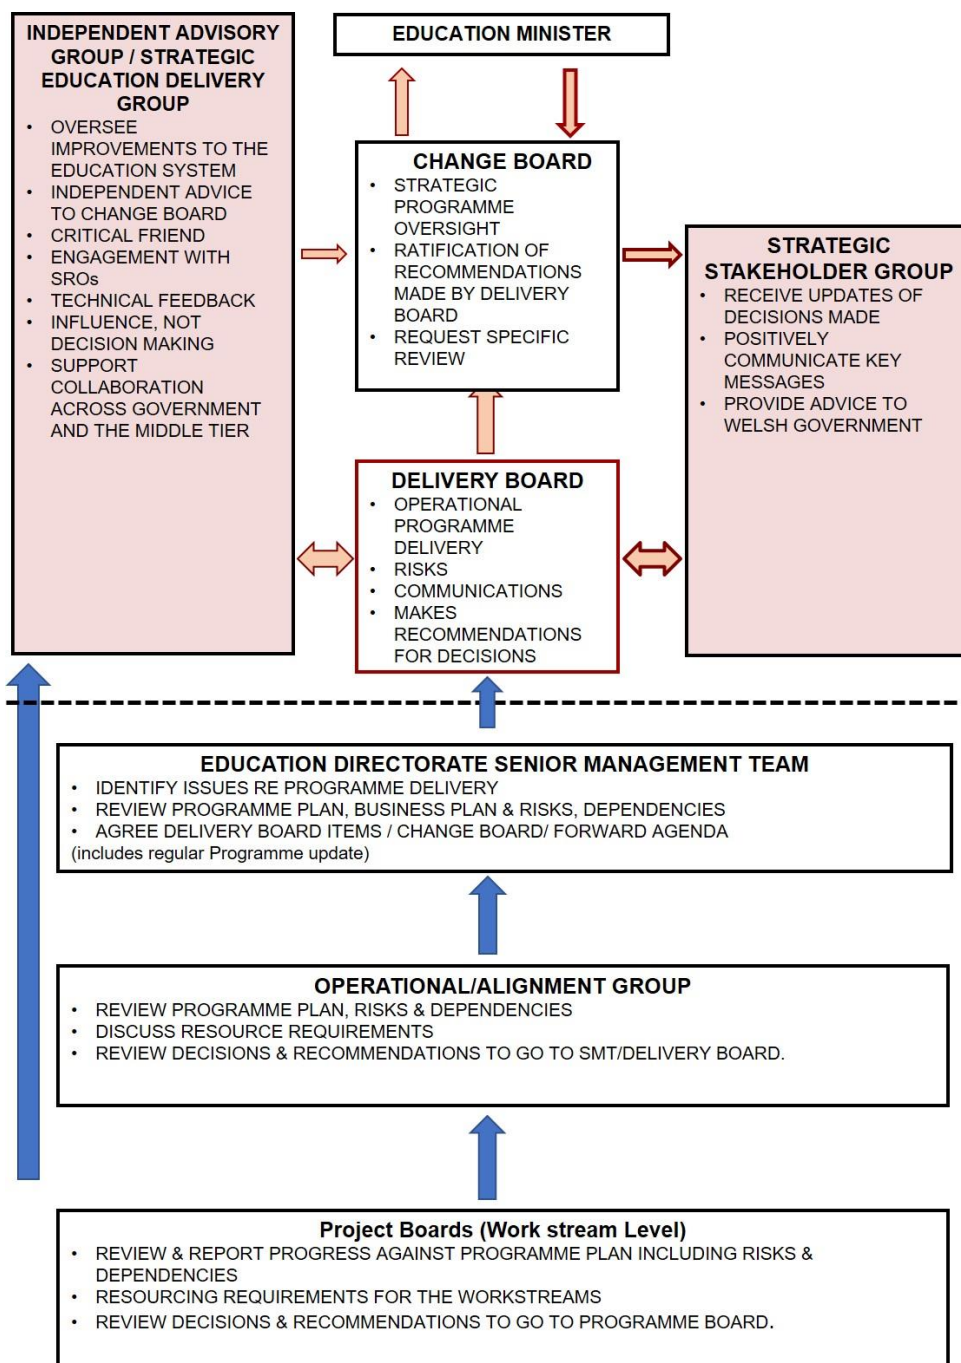 INDEPENDENT ADVISORY
GROUP / STRATEGIC
EDUCATION DELIVERY
GROUP
• OVERSEE
IMPROVEMENTS TO THE
EDUCATION SYSTEM
• INDEPENDENT ADVICE
TO CHANGE BOARD
• CRITICAL FRIEND
• ENGAGEMENT WITH
SROs
• TECHNICAL FEEDBACK
• INFLUENCE, NOT
DECISION MAKING
• SUPPORT
COLLABORATION
ACROSS GOVERNMENT
AND THE MIDDLE TIER
EDUCATION MINISTER
CHANGE BOARD
• STRATEGIC
PROGRAMME
OVERSIGHT
• RATIFICATION OF
RECOMMENDATIONS
MADE BY DELIVERY
BOARD
• REQUEST SPECIFIC
REVIEW
STRATEGIC
STAKEHOLDER GROUP
• RECEIVE UPDATES OF
DECISIONS MADE
• POSITIVELY
COMMUNICATE KEY
MESSAGES
• PROVIDE ADVICE TO
WELSH GOVERNMENT
DELIVERY BOARD
• OPERATIONAL
PROGRAMME
DELIVERY
• RISKS
• COMMUNICATIONS
• MAKES
RECOMMENDATIONS
FOR DECISIONS
EDUCATION DIRECTORATE SENIOR MANAGEMENT TEAM
• IDENTIFY ISSUES RE PROGRAMME DELIVERY
• REVIEW PROGRAMME PLAN, BUSINESS PLAN & RISKS, DEPENDENCIES
• AGREE DELIVERY BOARD ITEMS / CHANGE BOARD/ FORWARD AGENDA
(includes regular Programme update)
OPERATIONAL/ALIGNMENT GROUP
• REVIEW PROGRAMME PLAN, RISKS & DEPENDENCIES
• DISCUSS RESOURCE REQUIREMENTS
• REVIEW DECISIONS & RECOMMENDATIONS TO GO TO SMT/DELIVERY BOARD.
Project Boards (Work stream Level)
• REVIEW & REPORT PROGRESS AGAINST PROGRAMME PLAN INCLUDING RISKS &
DEPENDENCIES
• RESOURCING REQUIREMENTS FOR THE WORKSTREAMS
• REVIEW DECISIONS & RECOMMENDATIONS TO GO TO PROGRAMME BOARD.